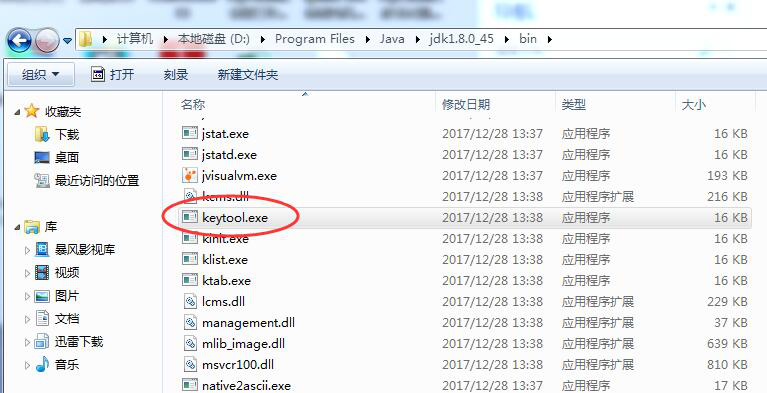 计算机 本地磁盘 (D:) Program Files Java jdk1.8.0_45 bin
组织 打开 刻录 新建文件夹
收藏夹
下载
桌面
最近访问的位置
库
暴风影视库
视频
图片
文档
迅雷下载
音乐
名称 修改日期 类型 大小
jstat.exe 2017/12/28 13:37 应用程序 16 KB
jstatd.exe 2017/12/28 13:37 应用程序 16 KB
jvisualvm.exe 2017/12/28 13:37 应用程序 193 KB
kcms.dll 2017/12/28 13:38 应用程序扩展 216 KB
keytool.exe 2017/12/28 13:38 应用程序 16 KB
kinit.exe 2017/12/28 13:38 应用程序 16 KB
klist.exe 2017/12/28 13:38 应用程序 16 KB
ktab.exe 2017/12/28 13:38 应用程序 16 KB
lcms.dll 2017/12/28 13:38 应用程序扩展 229 KB
management.dll 2017/12/28 13:38 应用程序扩展 37 KB
mlib_image.dll 2017/12/28 13:38 应用程序扩展 639 KB
msvcr100.dll 2017/12/28 13:38 应用程序扩展 810 KB
native2ascii.exe 2017/12/28 13:38 应用程序 17 KB